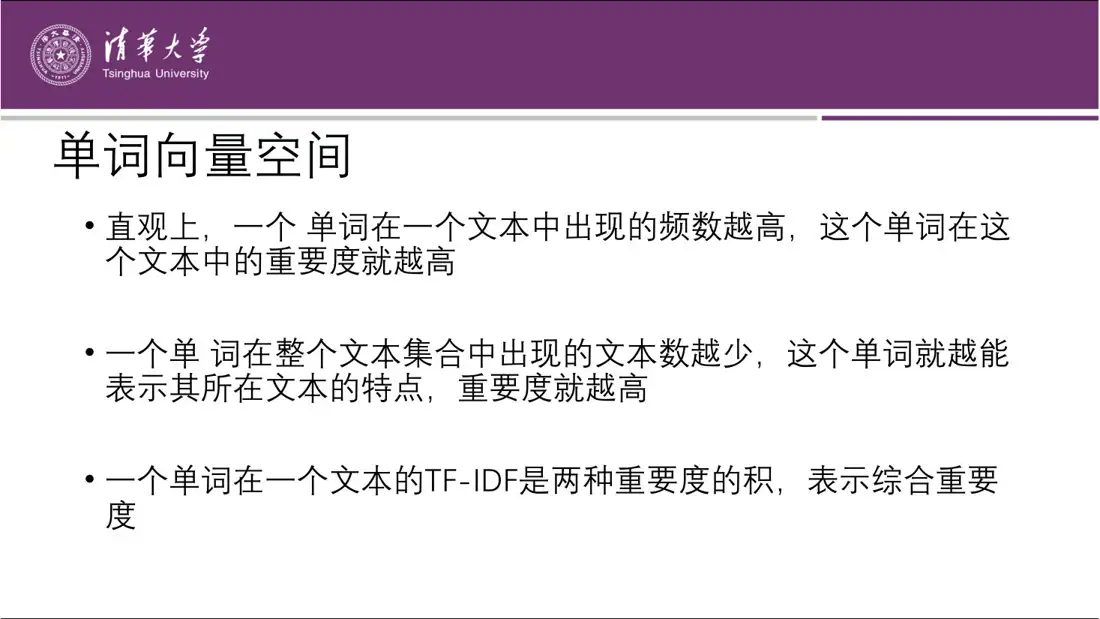 清华大学
Tsinghua University
单词向量空间
• 直观上，一个 单词在一个文本中出现的频数越高，这个单词在这
个文本中的重要度就越高
• 一个单 词在整个文本集合中出现的文本数越少，这个单词就越能
表示其所在文本的特点，重要度就越高
• 一个单词在一个文本的TF-IDF是两种重要度的积，表示综合重要
度